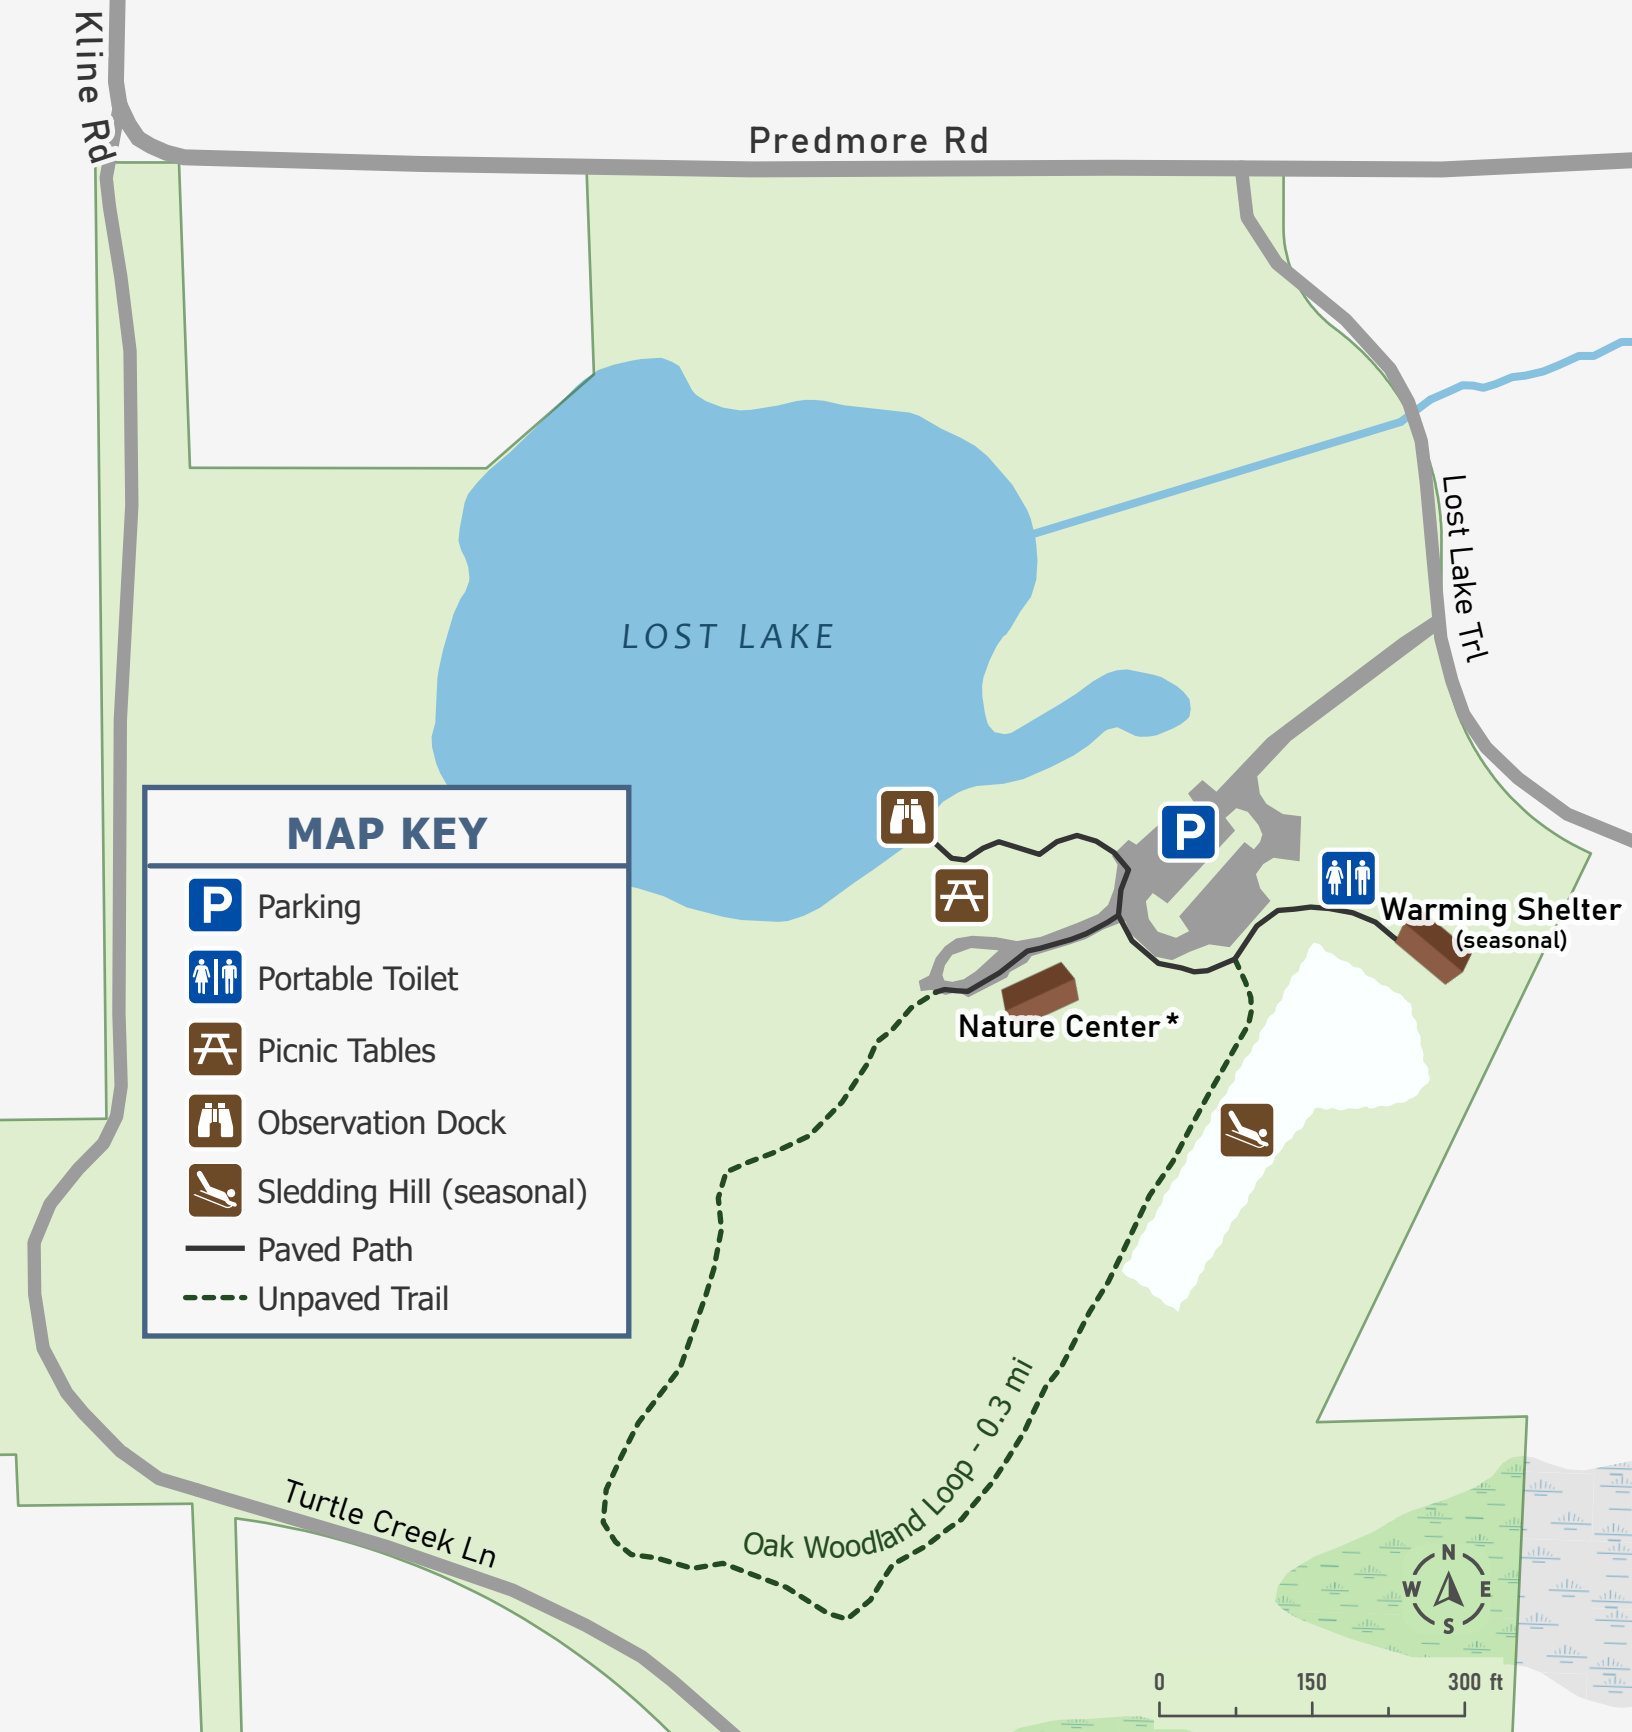 Kline Rd
Predmore Rd
Lost Lake Trl
LOST LAKE
P
Warming Shelter
(seasonal)
Nature Center*
MAP KEY
P Parking
Portable Toilet
Picnic Tables
Observation Dock
Sledding Hill (seasonal)
Paved Path
Unpaved Trail
Oak Woodland Loop - 0.3 mi
Turtle Creek Ln
N
W E
S
0 150 300 ft